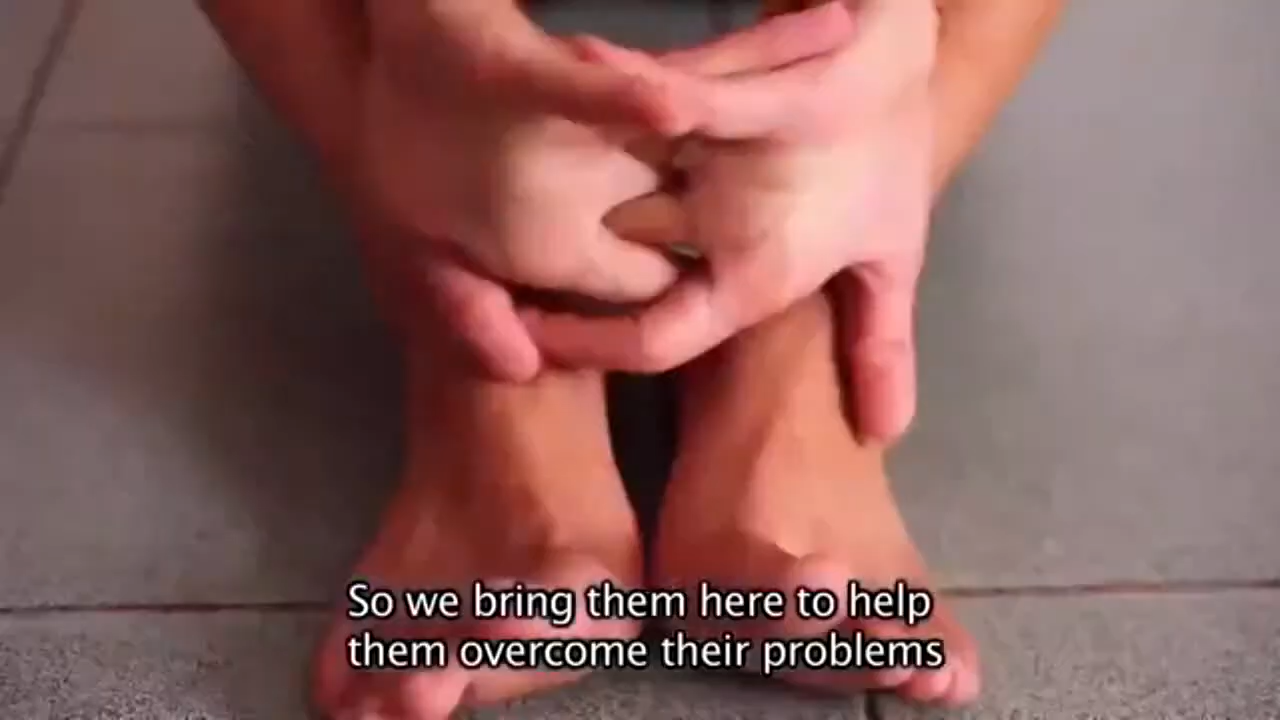 So we bring them here to help
them overcome their problems